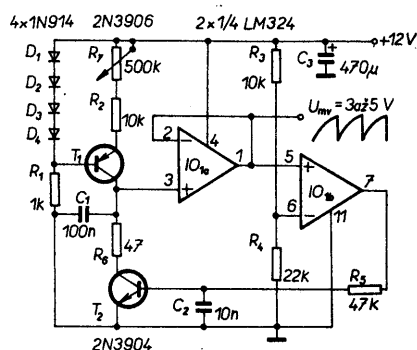 4×1N914 2N3906 2×1/4 LM324
+12V
D₁
D₂
D₃
D₄
R₇
500k
R₂
10k
R₃
10k
C₃
+
470µ
Uₘᵥ = 3až5 V
T₁
2
−
4
1
IO₁ₐ
3
+
5
+
IO₁b
7
6
−
11
R₁
1k
C₁
100n
R₆
47
R₄
22k
R₅
47k
T₂
C₂
10n
2N3904